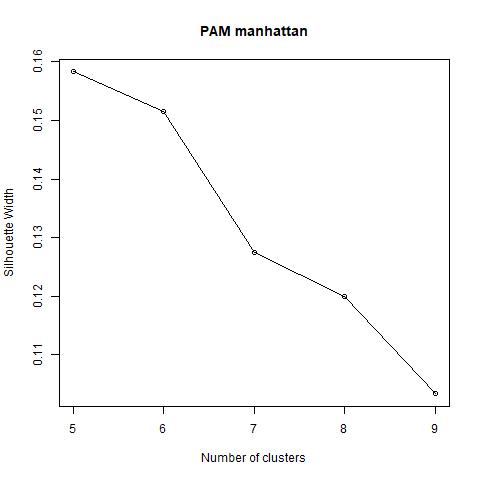 PAM manhattan
0.16
0.15
0.14
0.13
0.12
0.11
Silhouette Width
5 6 7 8 9
Number of clusters